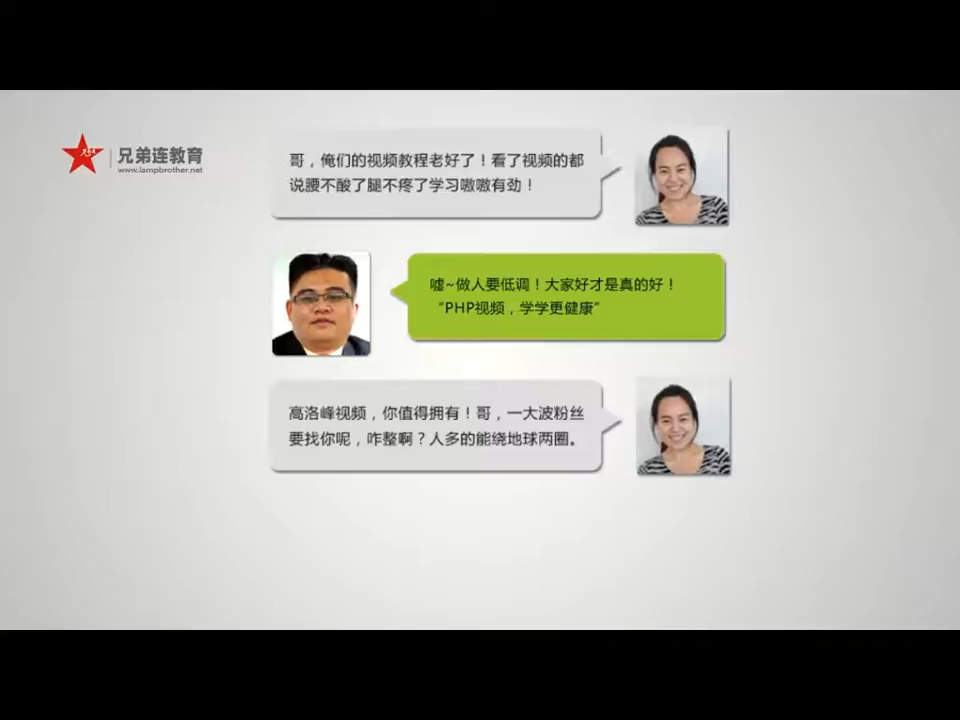 兄弟连教育
www.lampbrother.net
哥，俺们的视频教程老好了！看了视频的都
说腰不酸了腿不疼了学习嗷嗷有劲！
嘘~做人要低调！大家好才是真的好！
“PHP视频，学学更健康”
高洛峰视频，你值得拥有！哥，一大波粉丝
要找你呢，咋整啊？人多的能绕地球两圈。